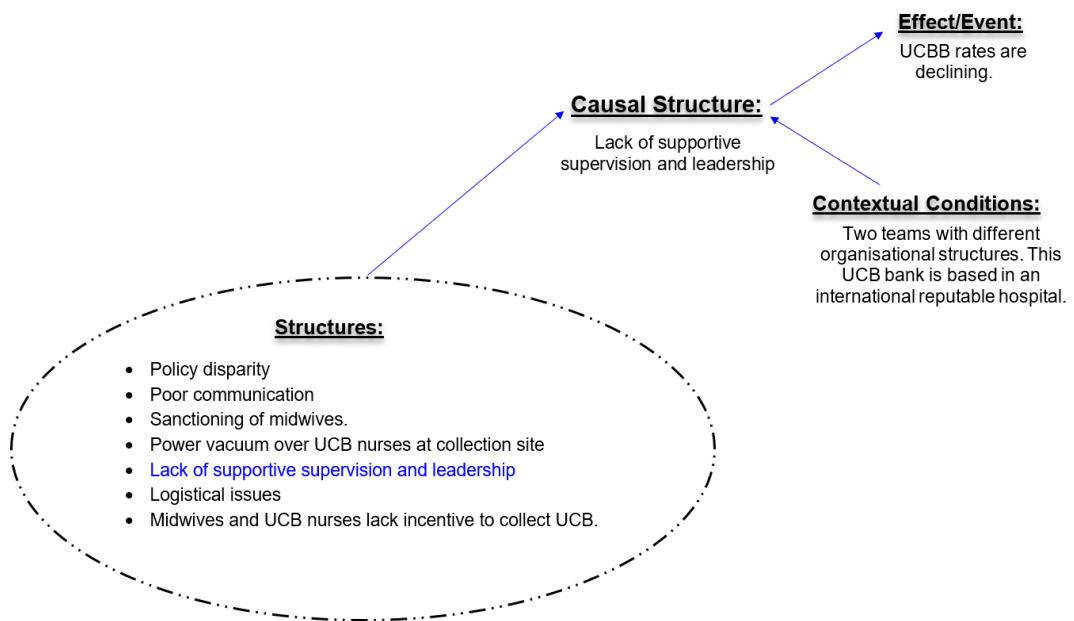 Effect/Event:
UCBB rates are
declining.
Causal Structure:
Lack of supportive
supervision and leadership
Contextual Conditions:
Two teams with different
organisational structures. This
UCB bank is based in an
international reputable hospital.
Structures:
• Policy disparity
• Poor communication
• Sanctioning of midwives.
• Power vacuum over UCB nurses at collection site
• Lack of supportive supervision and leadership
• Logistical issues
• Midwives and UCB nurses lack incentive to collect UCB.